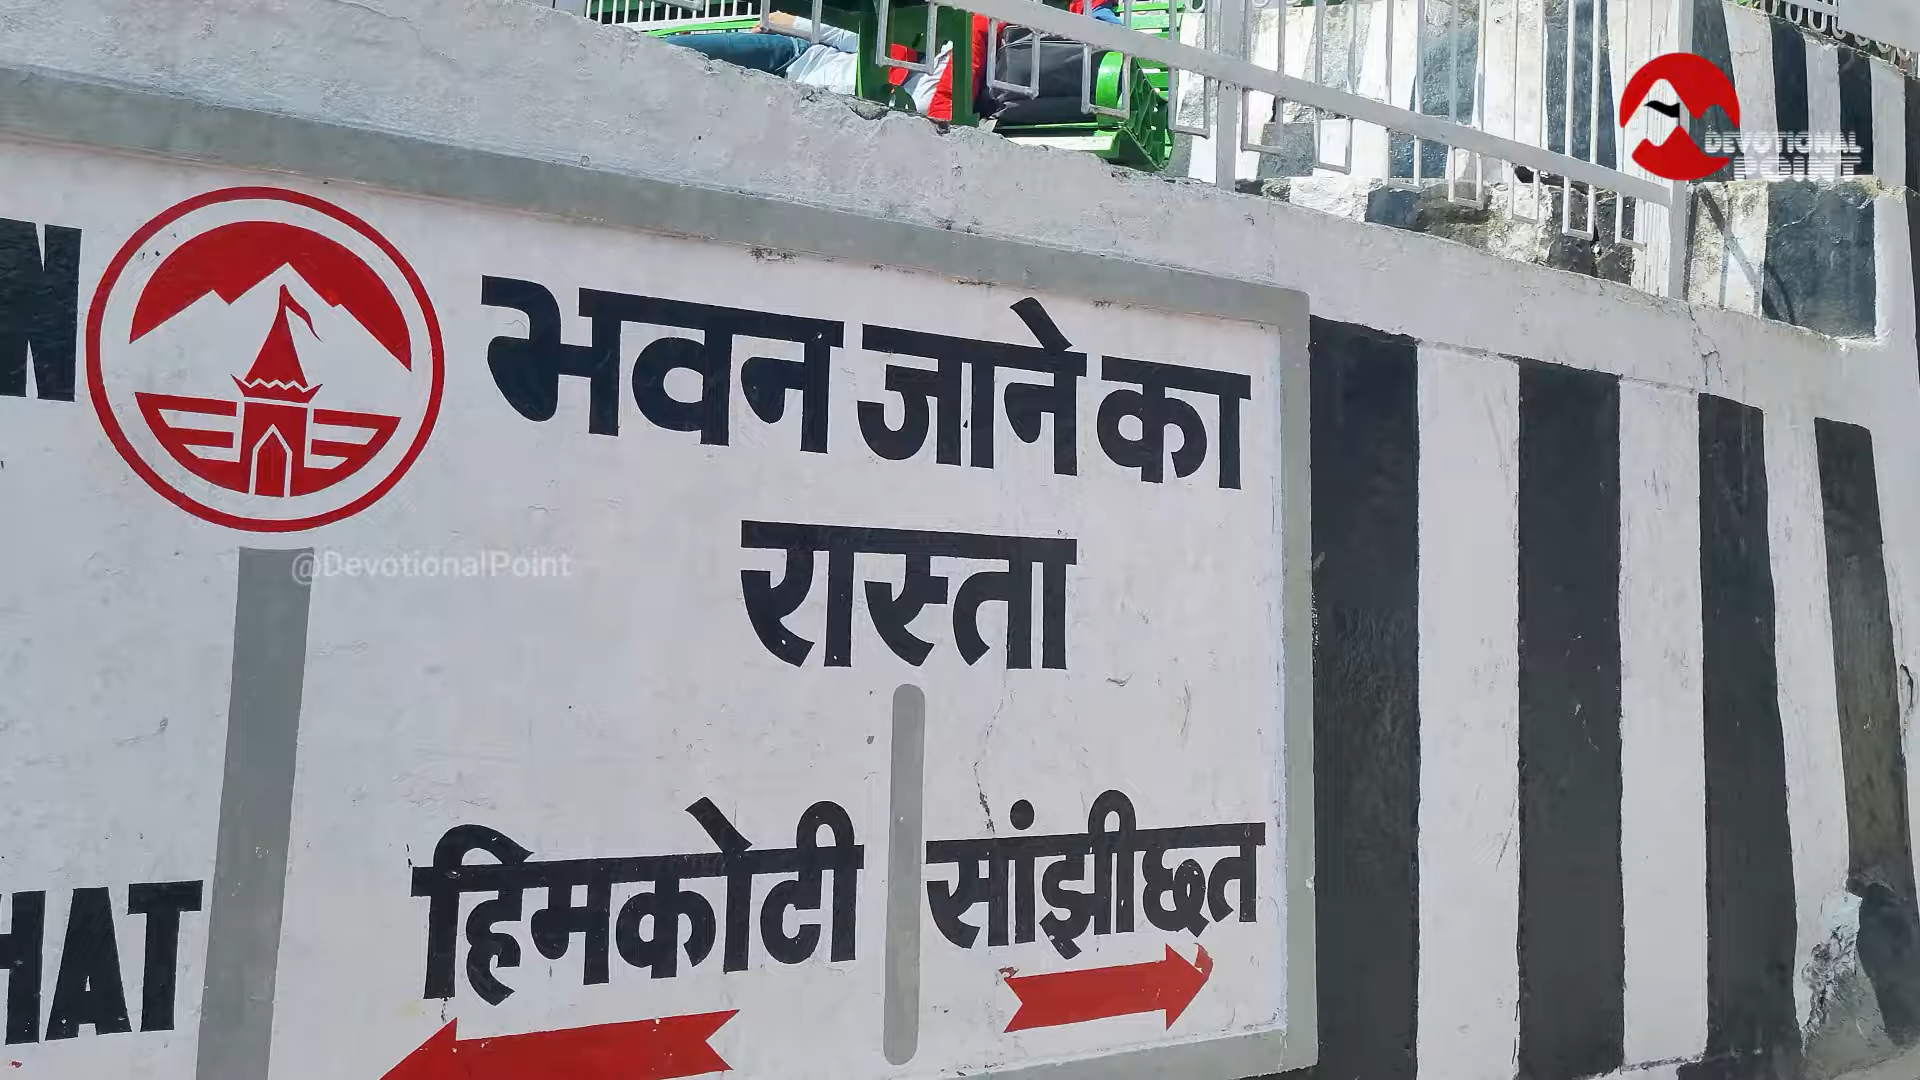 DEVOTIONAL
POINT
N
भवन जाने का
रास्ता
@DevotionalPoint
हिमकोटी सांझीछत
HAT